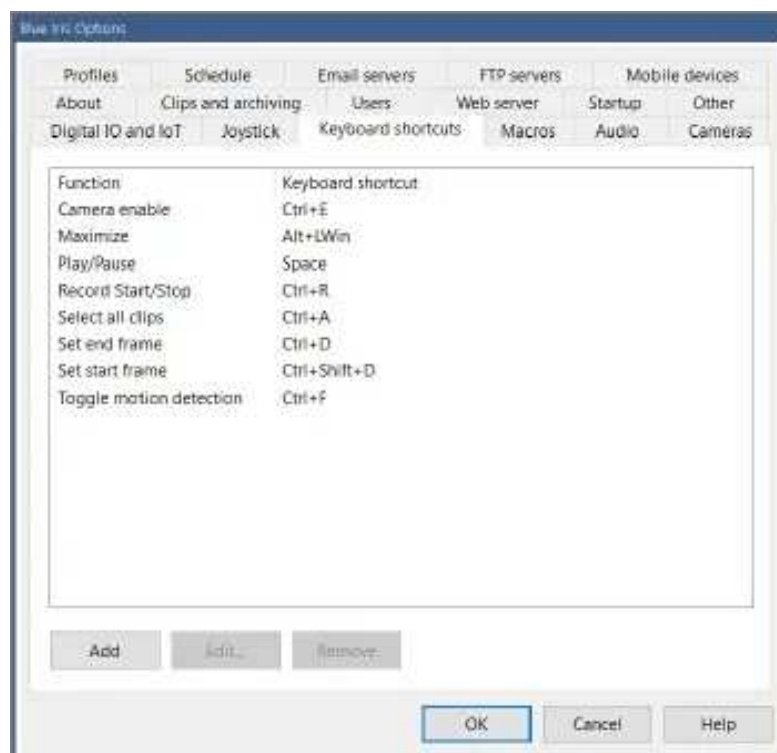 Blue Iris Options
Profiles Schedule Email servers FTP servers Mobile devices
About Clips and archiving Users Web server Startup Other
Digital IO and IoT Joystick Keyboard shortcuts Macros Audio Cameras
Function Keyboard shortcut
Camera enable Ctrl+E
Maximize Alt+LWin
Play/Pause Space
Record Start/Stop Ctrl+R
Select all clips Ctrl+A
Set end frame Ctrl+D
Set start frame Ctrl+Shift+D
Toggle motion detection Ctrl+F
Add Edit... Remove
OK Cancel Help